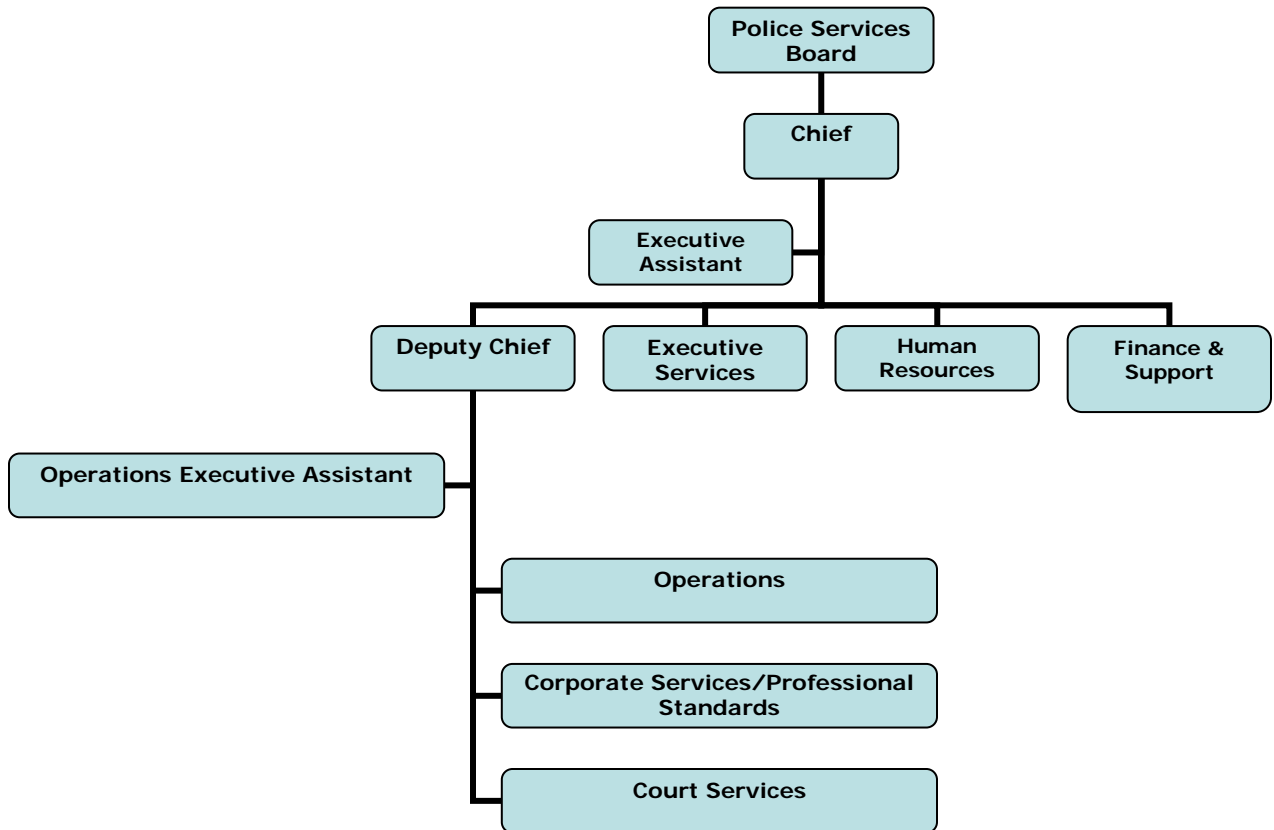 Police Services
Board
Chief
Executive
Assistant
Deputy Chief
Executive
Services
Human
Resources
Finance &
Support
Operations Executive Assistant
Operations
Corporate Services/Professional
Standards
Court Services